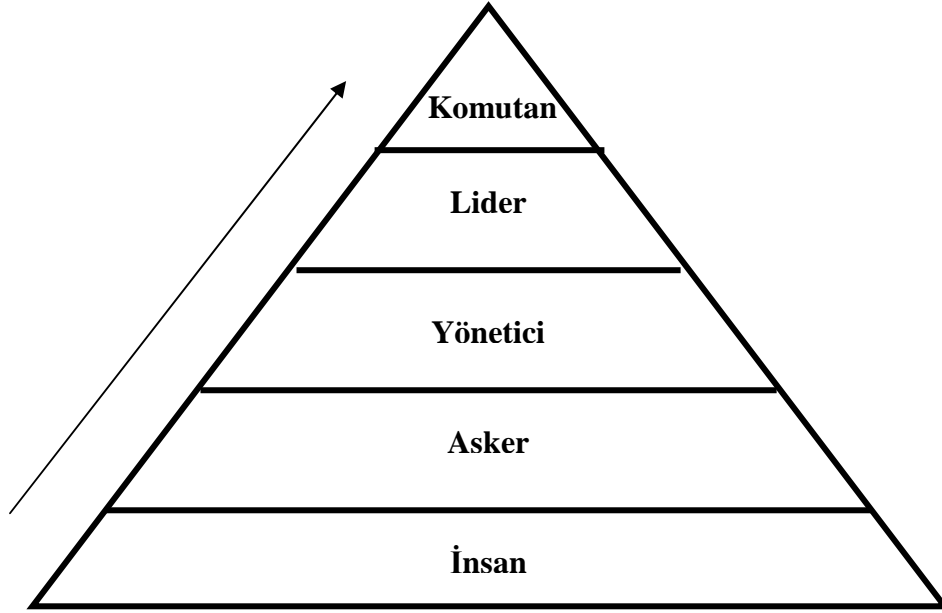 Komutan
Lider
Yönetici
Asker
İnsan